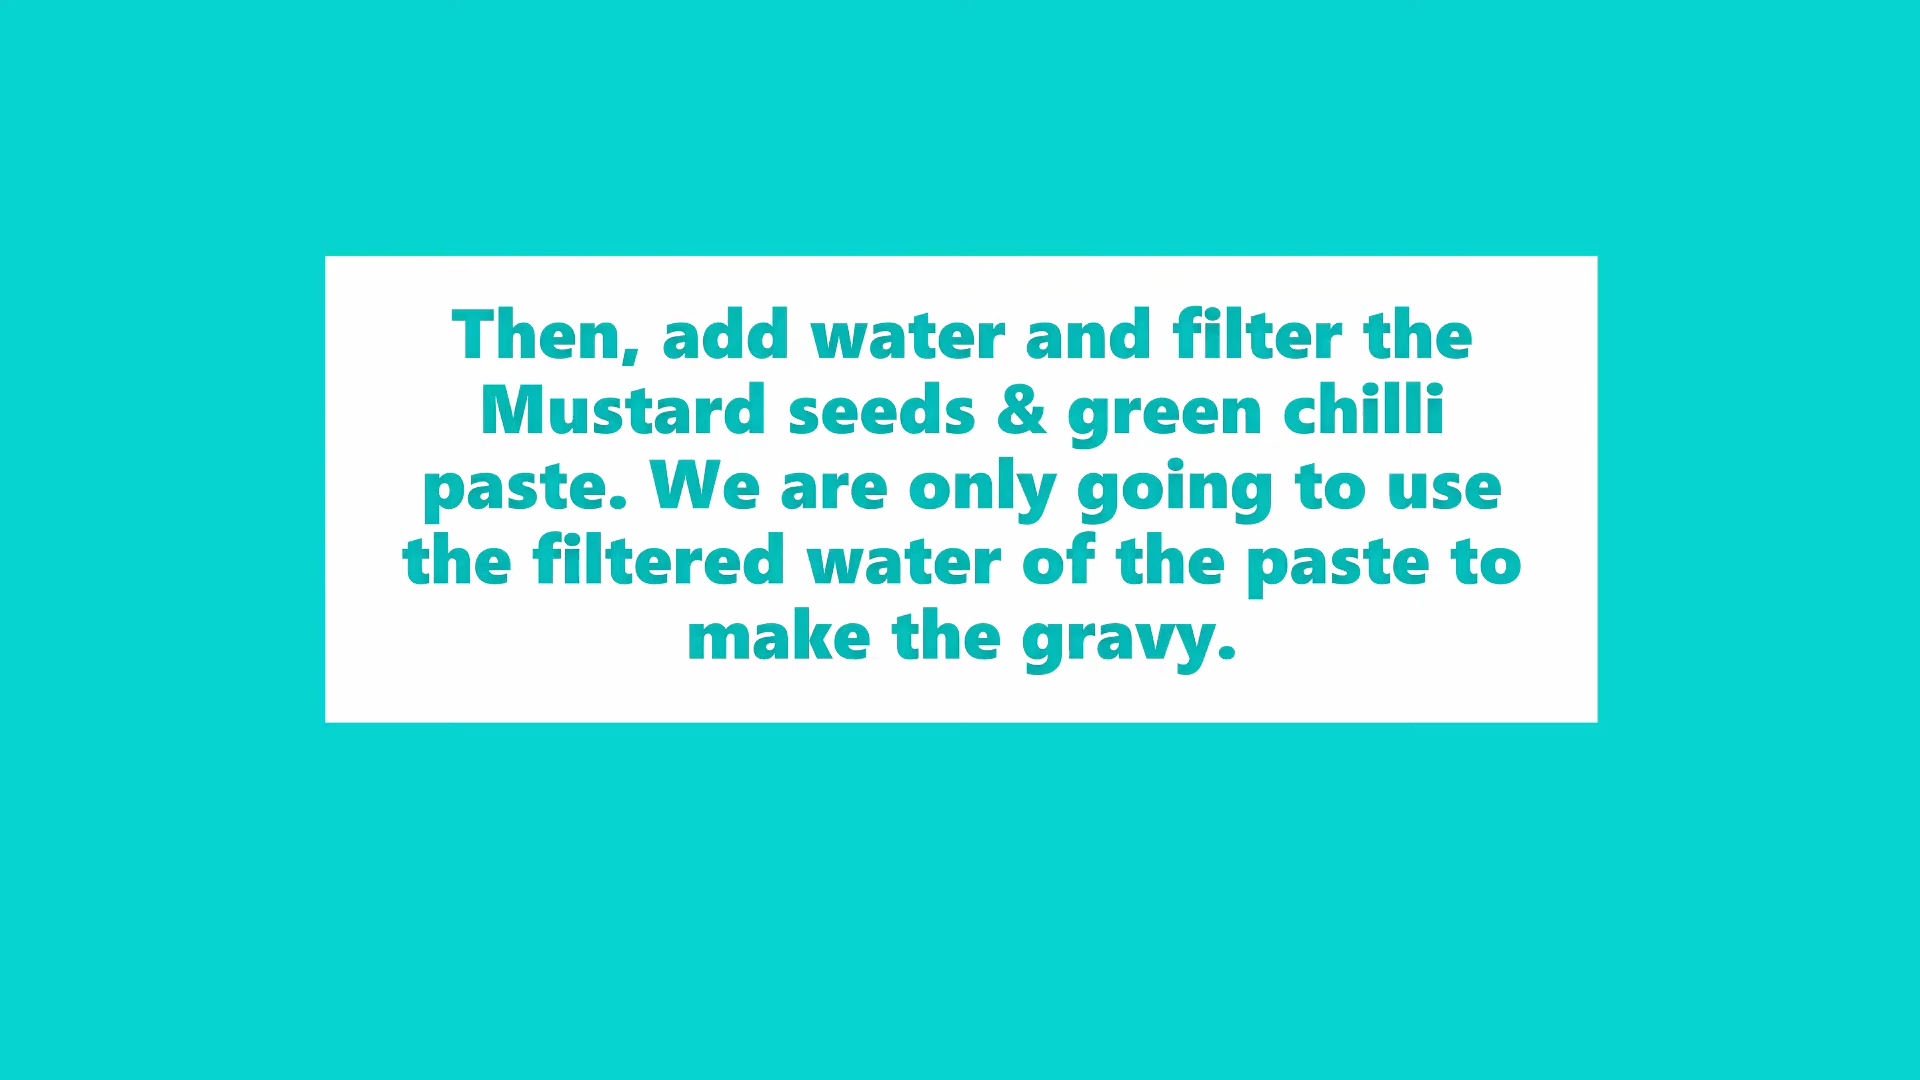 Then, add water and filter the
Mustard seeds & green chilli
paste. We are only going to use
the filtered water of the paste to
make the gravy.